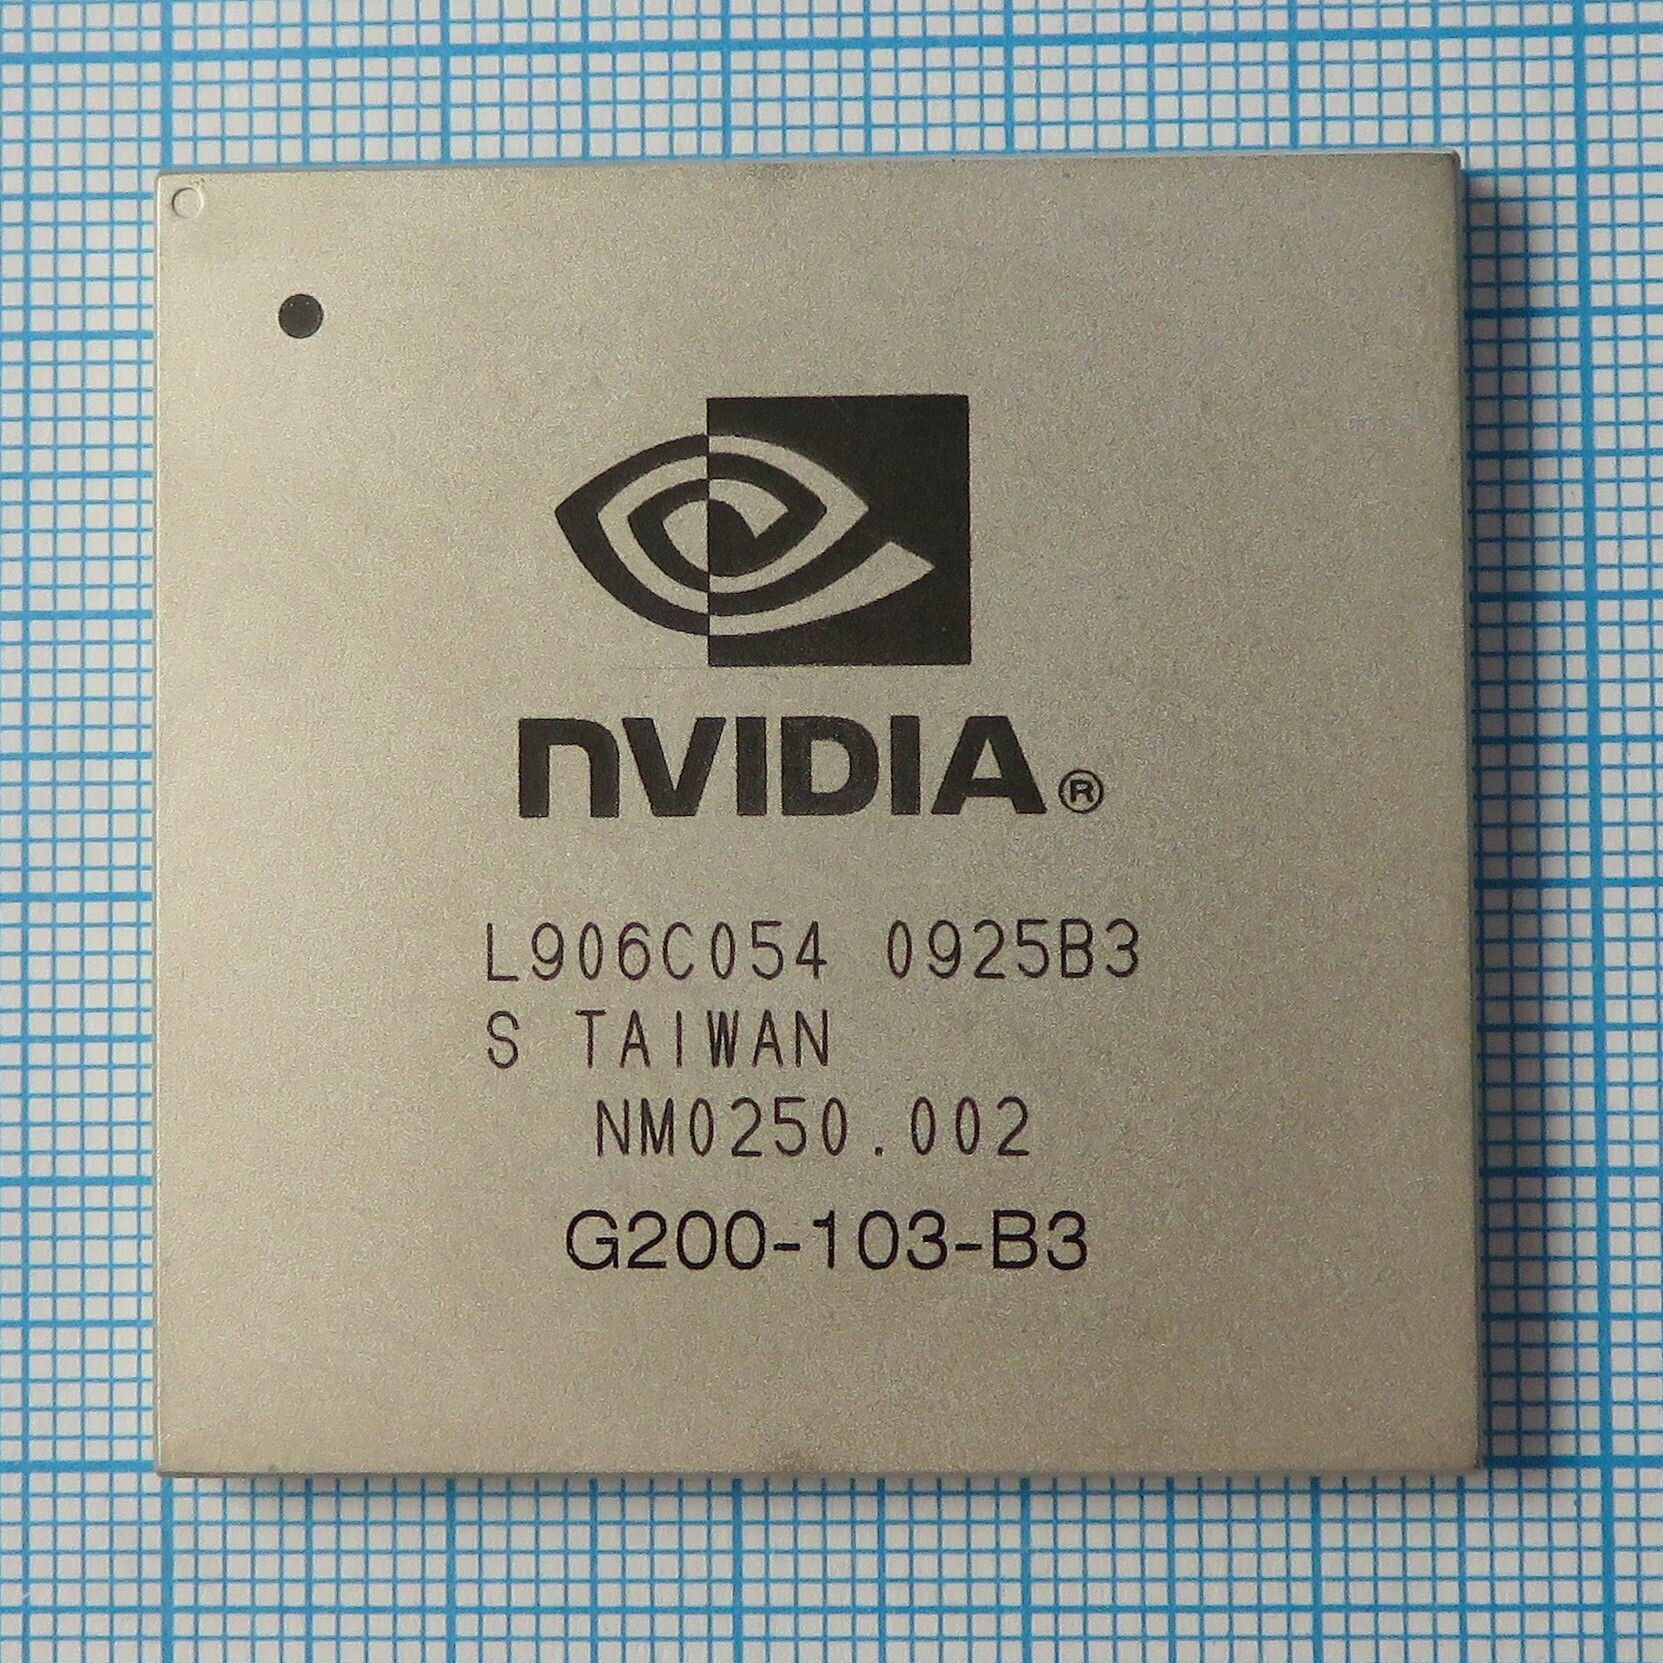 nVIDIA®
L906C054 0925B3
S TAIWAN
NM0250.002
G200-103-B3